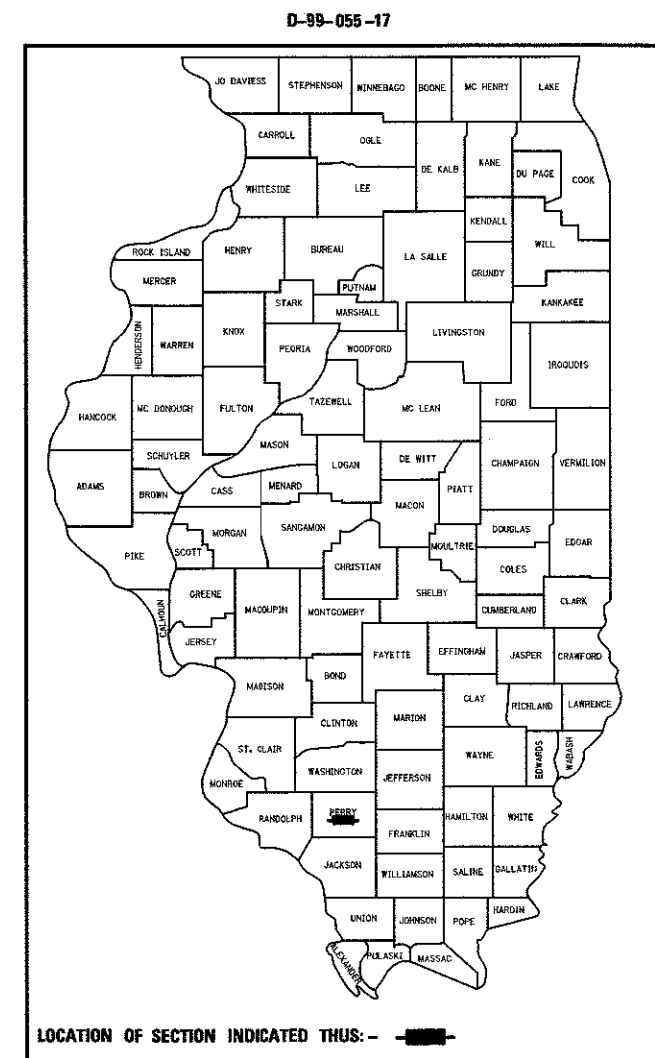 D-99-055-17
JO DAVIESS STEPHENSON WINNEBAGO BOONE MC HENRY LAKE
CARROLL OGLE DE KALB KANE DU PAGE COOK
WHITESIDE LEE
KENDALL
ROCK ISLAND HENRY BUREAU LA SALLE GRUNDY WILL
MERCER PUTNAM
STARK MARSHALL KANKAKEE
HENDERSON WARREN KNOX PEORIA WOODFORD LIVINGSTON IROQUOIS
HANCOCK MC DONOUGH FULTON TAZEWELL MC LEAN FORD
MASON
SCHUYLER LOGAN DE WITT CHAMPAIGN VERMILION
ADAMS BROWN CASS MENARD PIATT
MACON
PIKE SCOTT MORGAN SANGAMON DOUGLAS EDGAR
MOULTRIE
CHRISTIAN COLES
GREENE MACOUPIN MONTGOMERY SHELBY CUMBERLAND CLARK
CALHOUN JERSEY
FAYETTE EFFINGHAM JASPER CRAWFORD
MADISON BOND
CLAY RICHLAND LAWRENCE
CLINTON MARION
ST. CLAIR WAYNE EDWARDS WABASH
MONROE WASHINGTON JEFFERSON
RANDOLPH PERRY HAMILTON WHITE
FRANKLIN
JACKSON WILLIAMSON SALINE GALLATIN
UNION JOHNSON POPE HARDIN
ALEXANDER PULASKI MASSAC
LOCATION OF SECTION INDICATED THUS: -